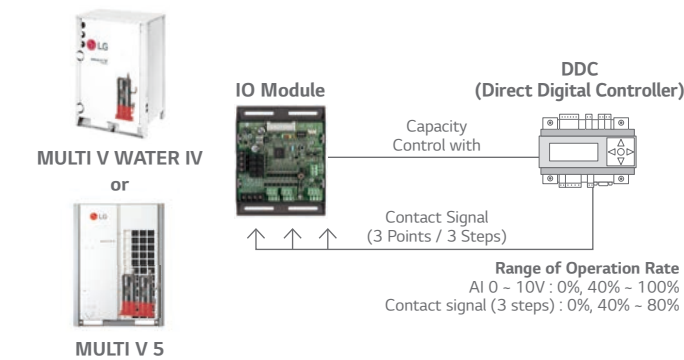 LG
MULTI V WATER IV
or
LG
MULTI V 5
IO Module
DDC
(Direct Digital Controller)
Capacity
Control with
Contact Signal
(3 Points / 3 Steps)
Range of Operation Rate
AI 0 ~ 10V : 0%, 40% ~ 100%
Contact signal (3 steps) : 0%, 40% ~ 80%